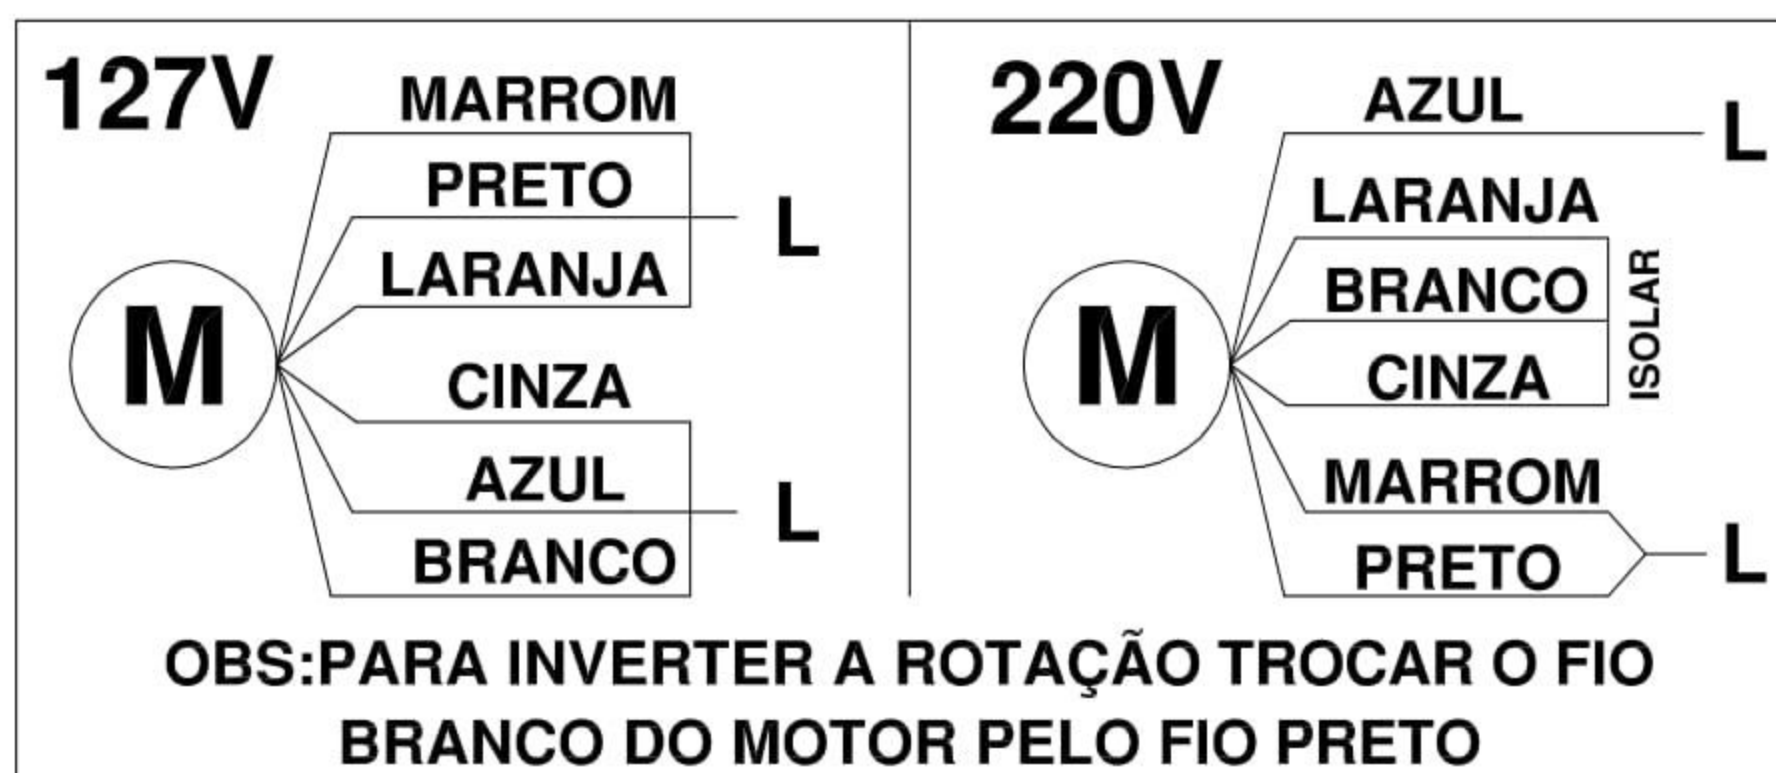 127V
MARROM
PRETO
L
LARANJA
M
CINZA
AZUL
L
BRANCO
220V
AZUL
L
LARANJA
BRANCO
ISOLAR
M
CINZA
MARROM
L
PRETO
OBS:PARA INVERTER A ROTAÇÃO TROCAR O FIO
BRANCO DO MOTOR PELO FIO PRETO